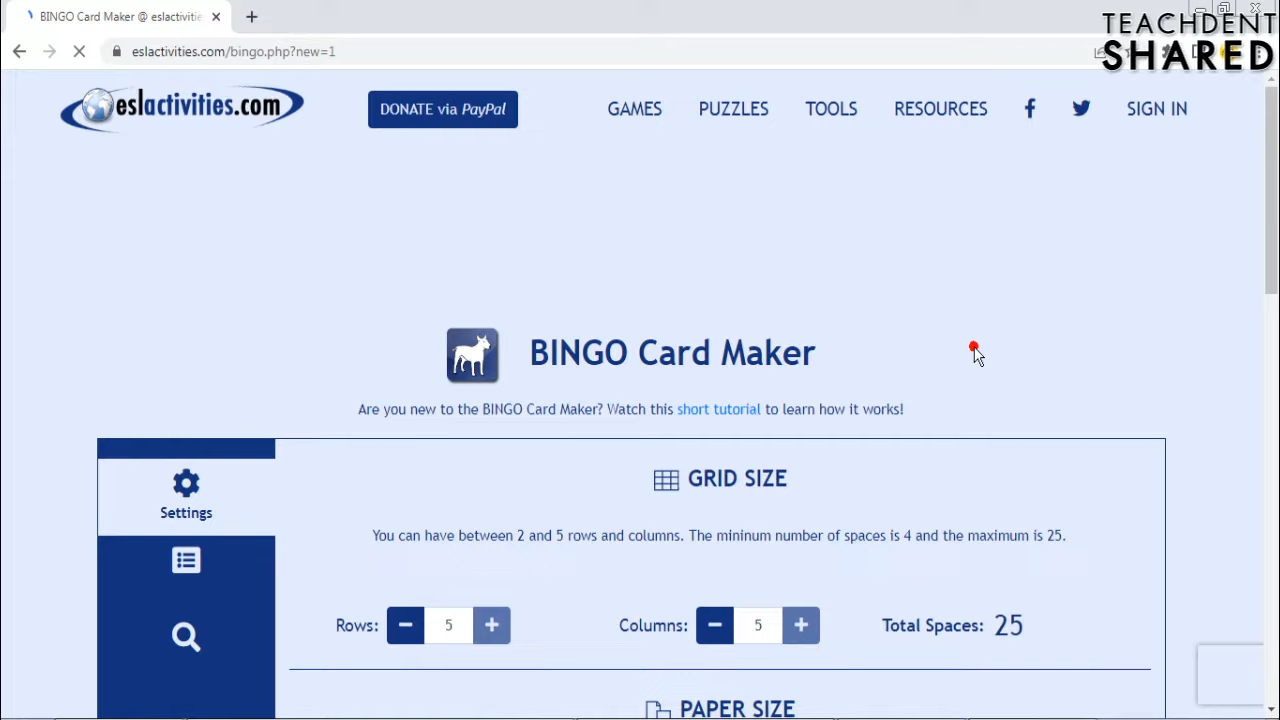 BINGO Card Maker @ eslactivitie
TEACHDENT
SHARED
eslactivities.com/bingo.php?new=1
eslactivities.com
DONATE via PayPal
GAMES
PUZZLES
TOOLS
RESOURCES
SIGN IN
BINGO Card Maker
Are you new to the BINGO Card Maker? Watch this short tutorial to learn how it works!
Settings
GRID SIZE
You can have between 2 and 5 rows and columns. The mininum number of spaces is 4 and the maximum is 25.
Rows: − 5 +
Columns: − 5 +
Total Spaces: 25
PAPER SIZE